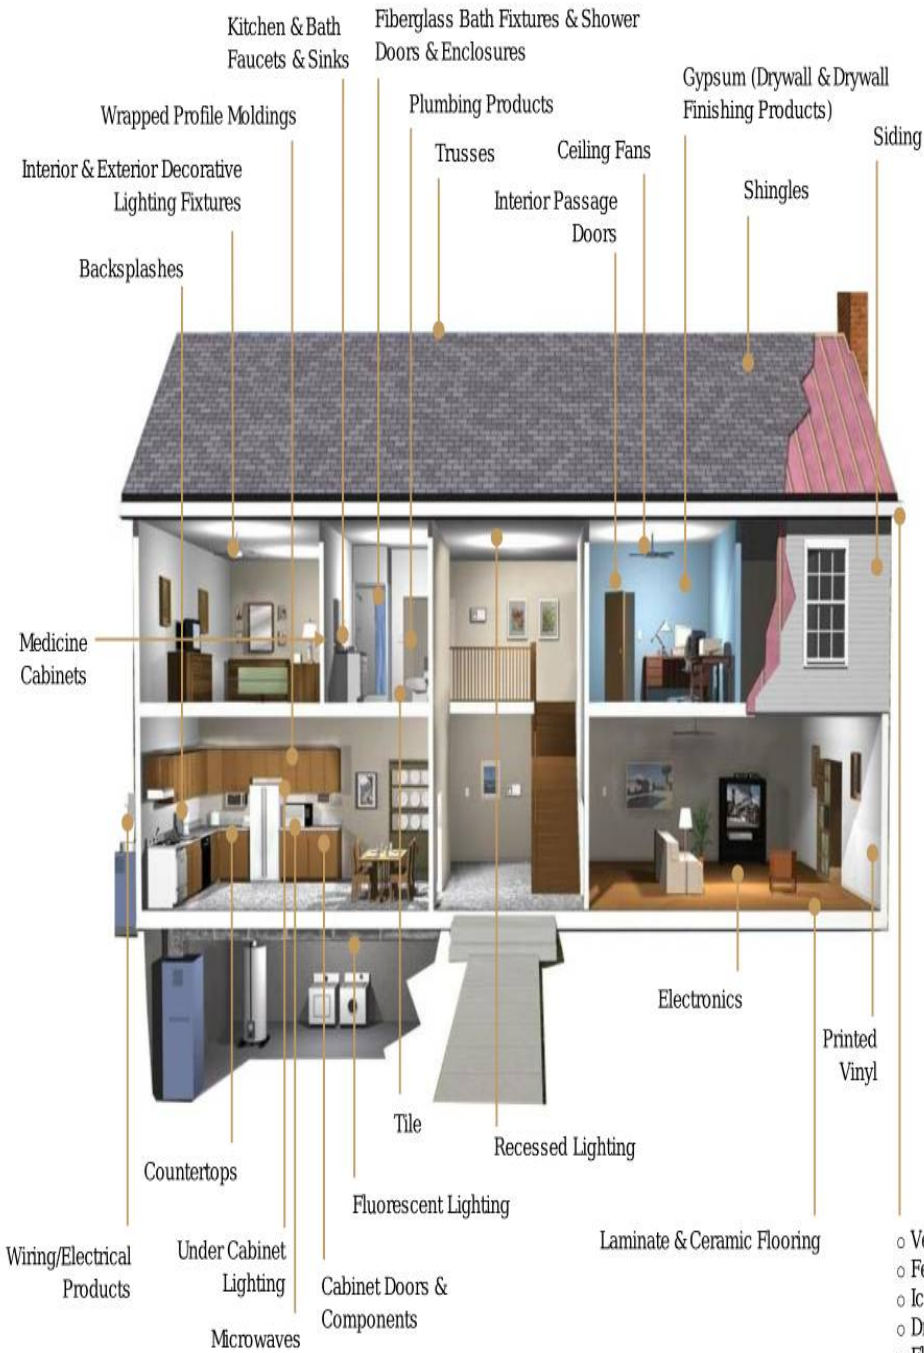 Kitchen & Bath
Faucets & Sinks
Fiberglass Bath Fixtures & Shower
Doors & Enclosures
Gypsum (Drywall & Drywall
Finishing Products)
Wrapped Profile Moldings
Plumbing Products
Siding
Trusses
Ceiling Fans
Interior & Exterior Decorative
Lighting Fixtures
Interior Passage
Doors
Shingles
Backsplashes
Medicine
Cabinets
Electronics
Printed
Vinyl
Tile
Recessed Lighting
Countertops
Fluorescent Lighting
Laminate & Ceramic Flooring
Wiring/Electrical
Products
Under Cabinet
Lighting
Cabinet Doors &
Components
Microwaves